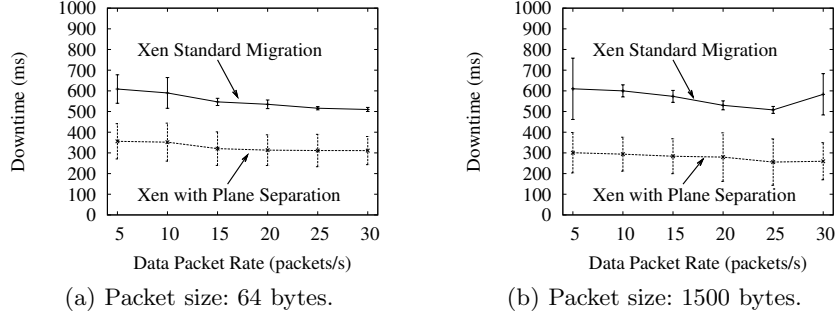 1000
900
800
700
600
500
400
300
200
100
0
Downtime (ms)
Xen Standard Migration
Xen with Plane Separation
5 10 15 20 25 30
Data Packet Rate (packets/s)
(a) Packet size: 64 bytes.
1000
900
800
700
600
500
400
300
200
100
0
Downtime (ms)
Xen Standard Migration
Xen with Plane Separation
5 10 15 20 25 30
Data Packet Rate (packets/s)
(b) Packet size: 1500 bytes.